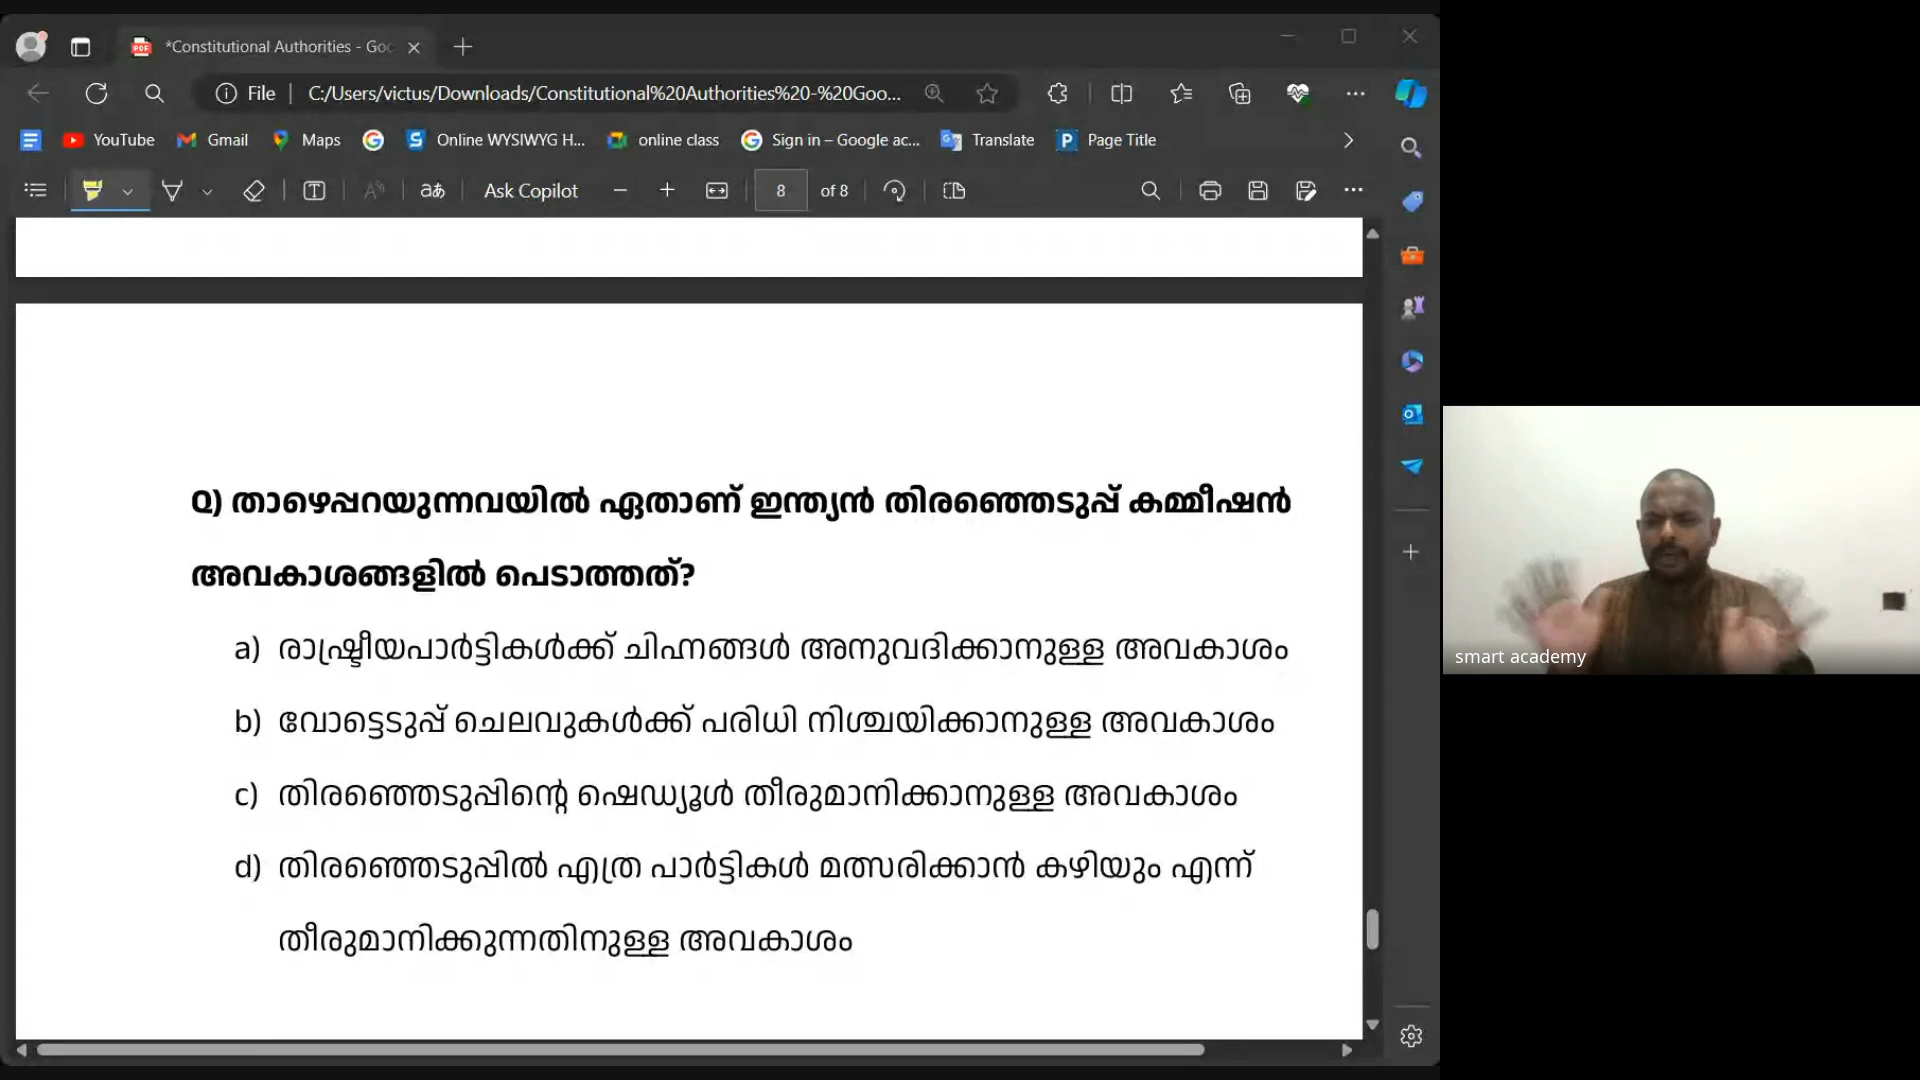 *Constitutional Authorities - Goo
File
C:/Users/victus/Downloads/Constitutional%20Authorities%20-%20Goo...
YouTube
Gmail
Maps
Online WYSIWYG H...
online class
Sign in – Google ac...
Translate
Page Title
Ask Copilot
8
of 8
Q) താഴെപ്പറയുന്നവയിൽ ഏതാണ് ഇന്ത്യൻ തിരഞ്ഞെടുപ്പ് കമ്മീഷൻ
അവകാശങ്ങളിൽ പെടാത്തത്?
a) രാഷ്ട്രീയപാർട്ടികൾക്ക് ചിഹ്നങ്ങൾ അനുവദിക്കാനുള്ള അവകാശം
b) വോട്ടെടുപ്പ് ചെലവുകൾക്ക് പരിധി നിശ്ചയിക്കാനുള്ള അവകാശം
c) തിരഞ്ഞെടുപ്പിന്റെ ഷെഡ്യൂൾ തീരുമാനിക്കാനുള്ള അവകാശം
d) തിരഞ്ഞെടുപ്പിൽ എത്ര പാർട്ടികൾ മത്സരിക്കാൻ കഴിയും എന്ന്
തീരുമാനിക്കുന്നതിനുള്ള അവകാശം
smart academy